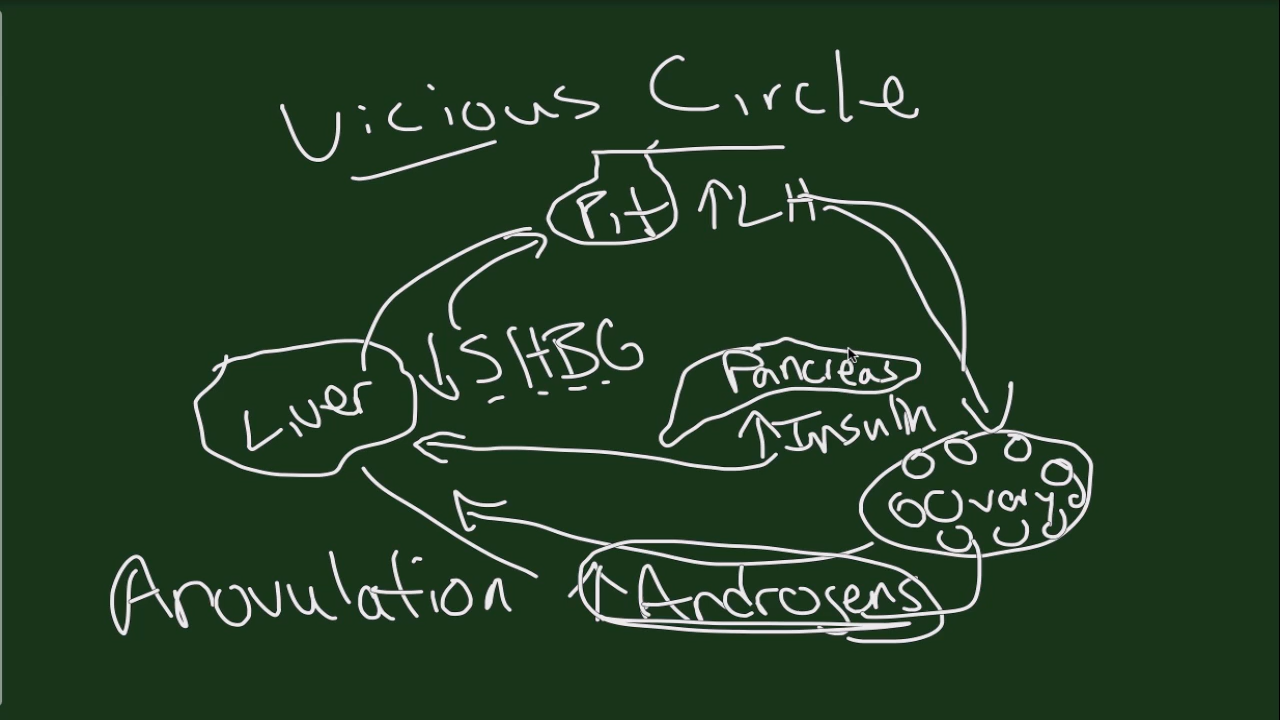 Vicious Circle
Pit ↑LH
Liver ↓SHBG
Pancreas
↑Insulin
Ovary
Anovulation ↑Androgens